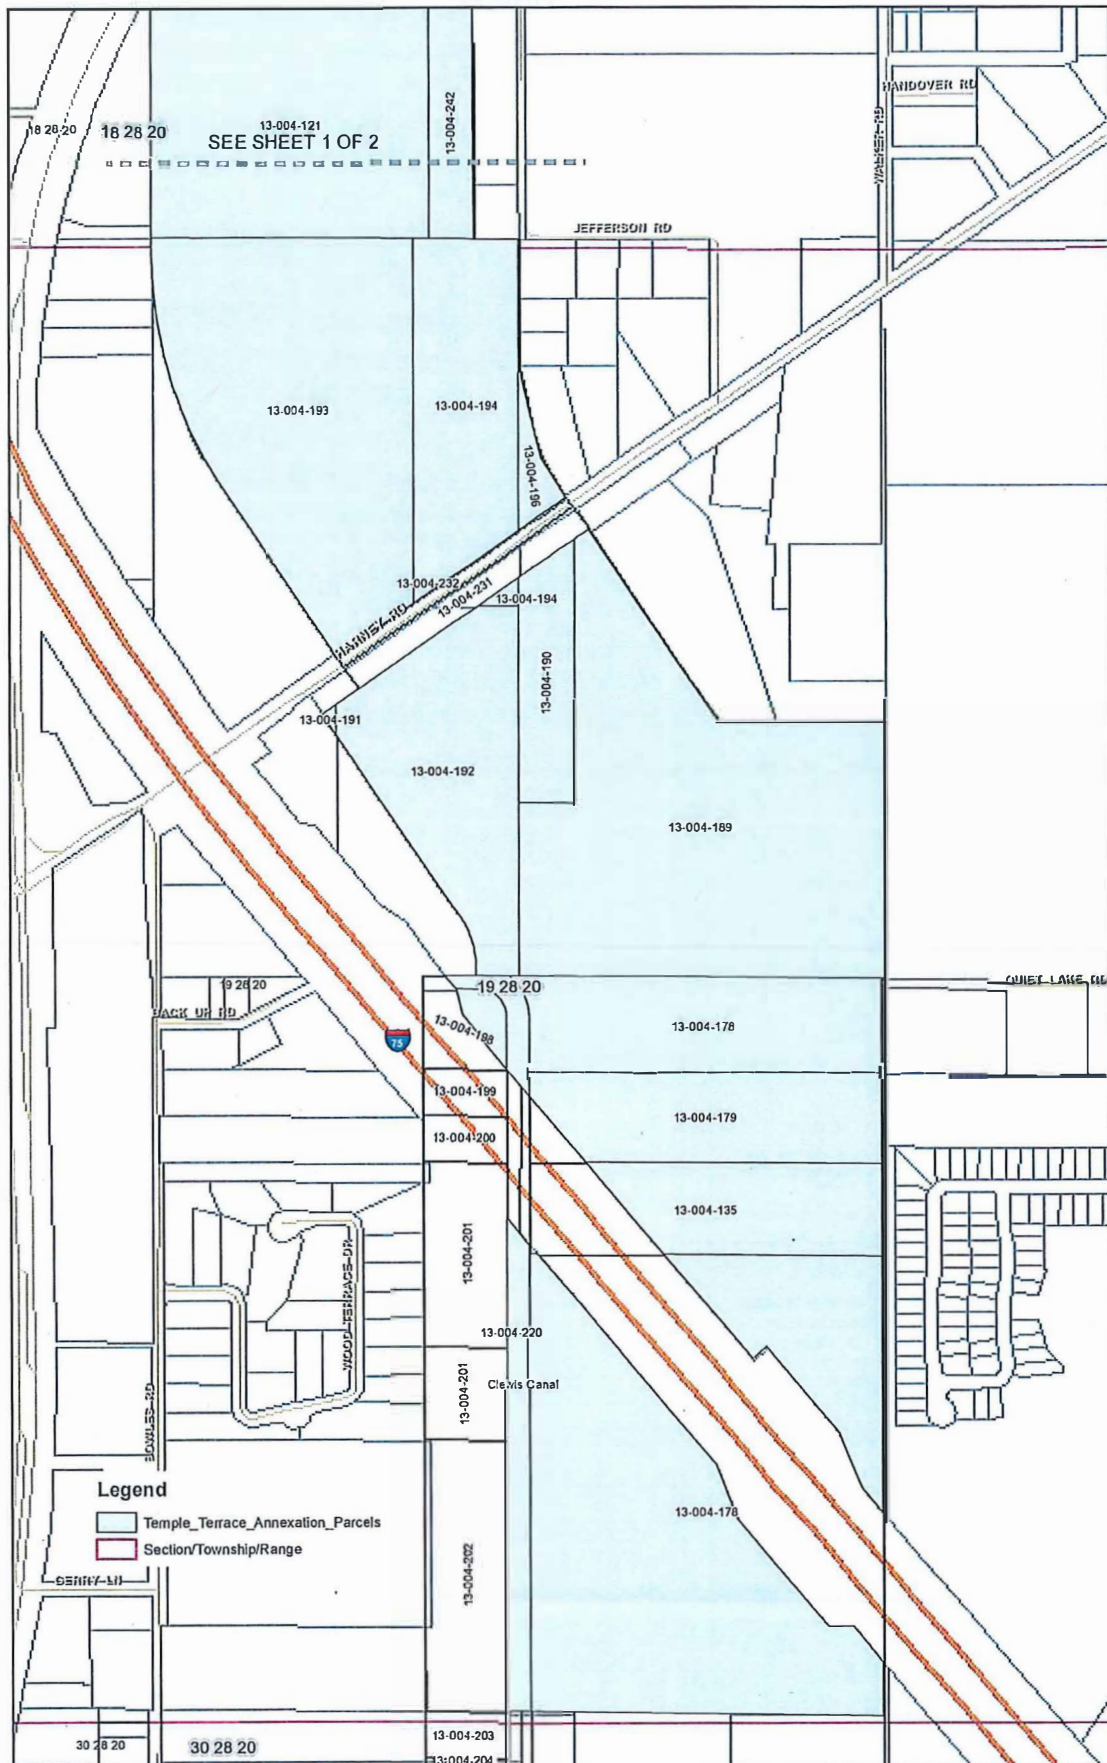 HANDOVER RD
18 28 20
18 28 20
13-004-121
SEE SHEET 1 OF 2
13-004-242
WALKER RD
JEFFERSON RD
13-004-193
13-004-194
13-004-196
13-004-232
13-004-231
13-004-194
HARNEY RD
13-004-190
13-004-191
13-004-192
13-004-189
19 28 20
19 28 20
QUIET LAKE RD
RD
13-004-198
13-004-178
75
13-004-199
13-004-179
13-004-200
13-004-135
13-004-201
WOOD TERRACE DR
13-004-220
13-004-201
Clewis Canal
BOWLES RD
Legend
Temple_Terrace_Annexation_Parcels
Section/Township/Range
13-004-178
13-004-202
BERRY LN
13-004-203
30 28 20
30 28 20
13-004-204